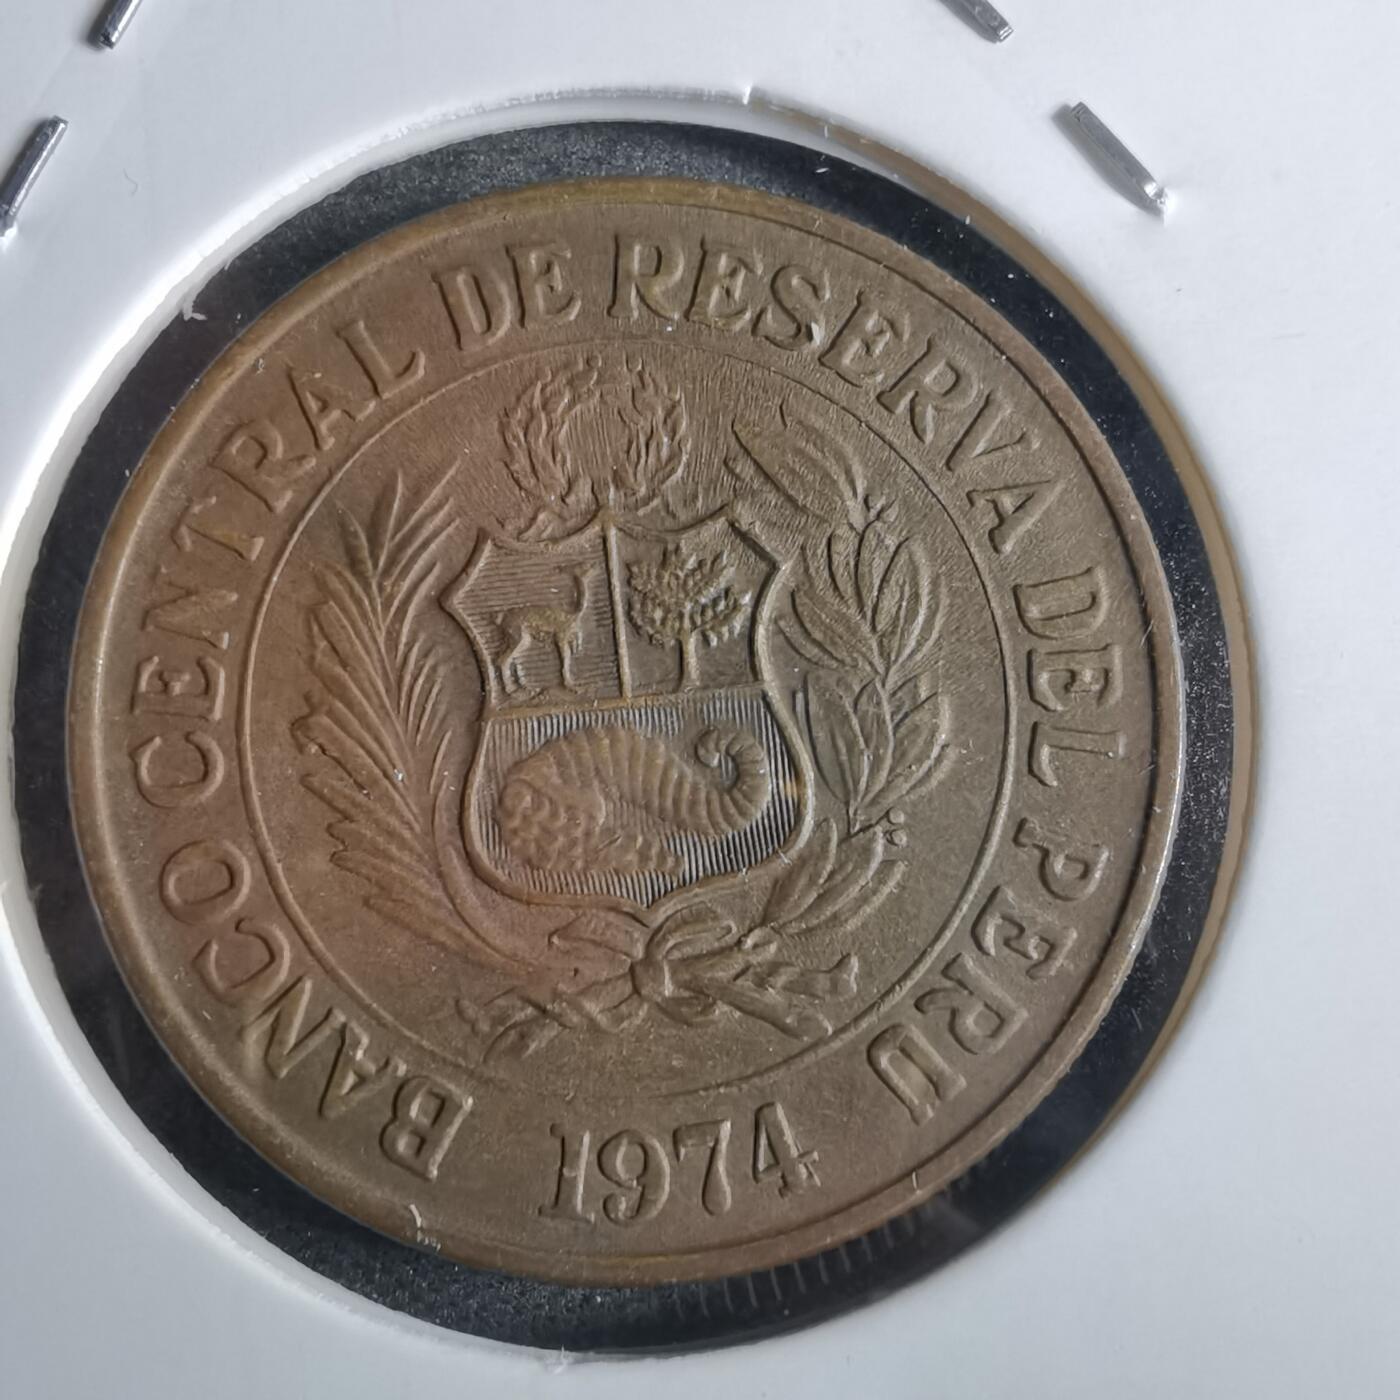 BANCO CENTRAL DE RESERVA DEL PERU
1974